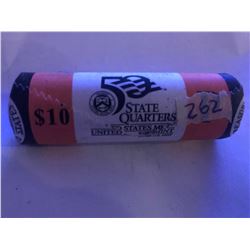 50
STATE
QUARTERS
UNITED STATES MINT
$10
262